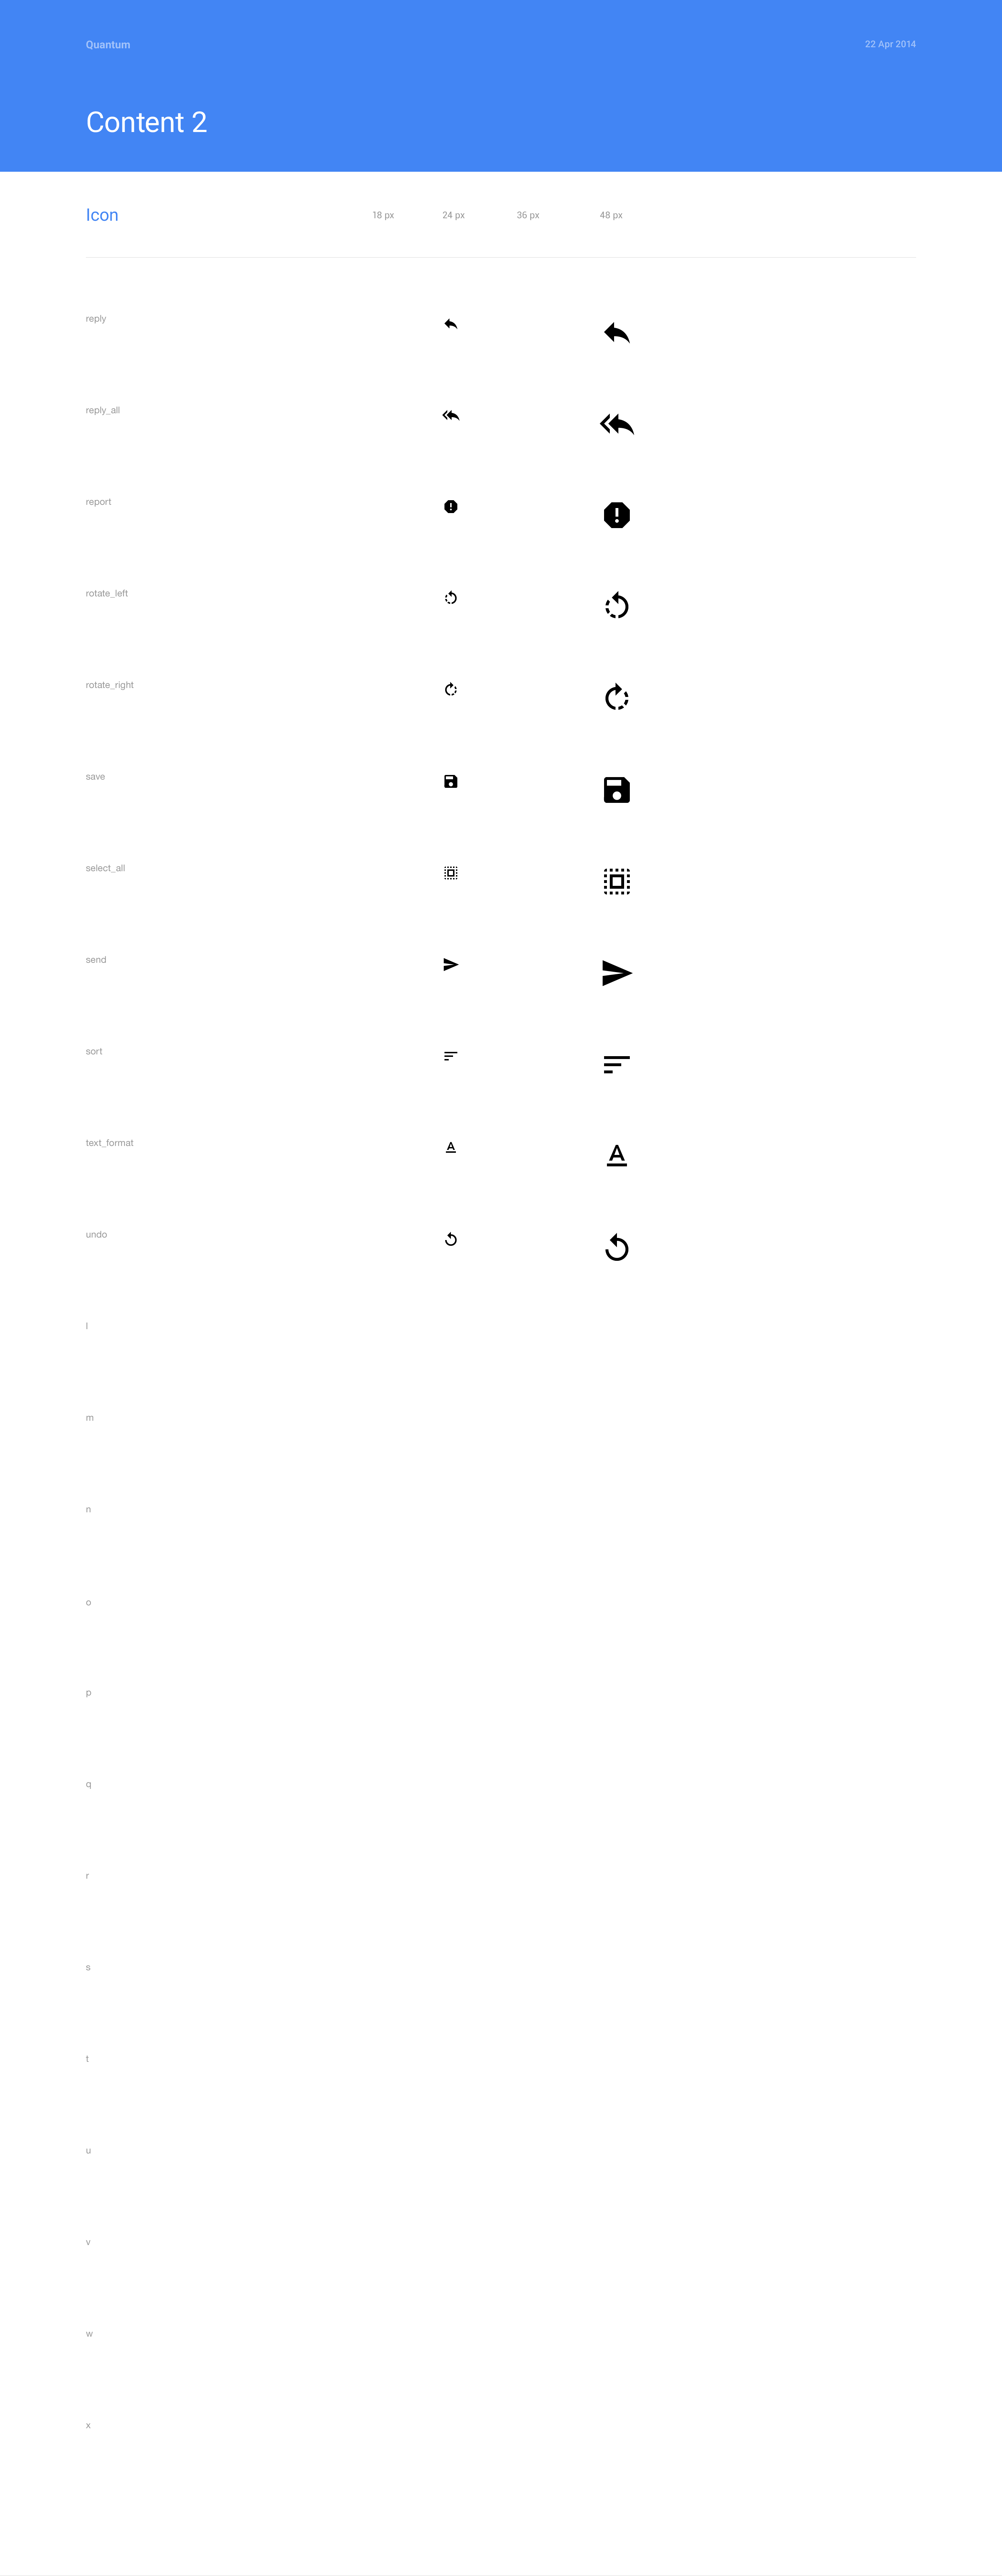 Quantum 22 Apr 2014
Content 2
Icon 18 px 24 px 36 px 48 px
reply
reply_all
report
rotate_left
rotate_right
save
select_all
send
sort
text_format
undo
l
m
n
o
p
q
r
s
t
u
v
w
x